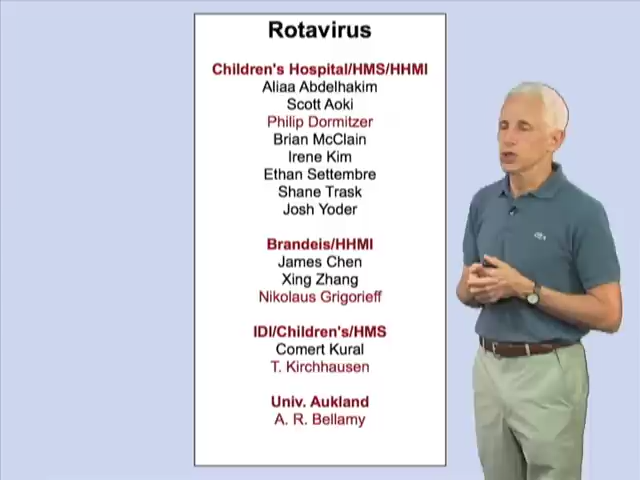 Rotavirus
Children's Hospital/HMS/HHMI
Aliaa Abdelhakim
Scott Aoki
Philip Dormitzer
Brian McClain
Irene Kim
Ethan Settembre
Shane Trask
Josh Yoder
Brandeis/HHMI
James Chen
Xing Zhang
Nikolaus Grigorieff
IDI/Children's/HMS
Comert Kural
T. Kirchhausen
Univ. Aukland
A. R. Bellamy